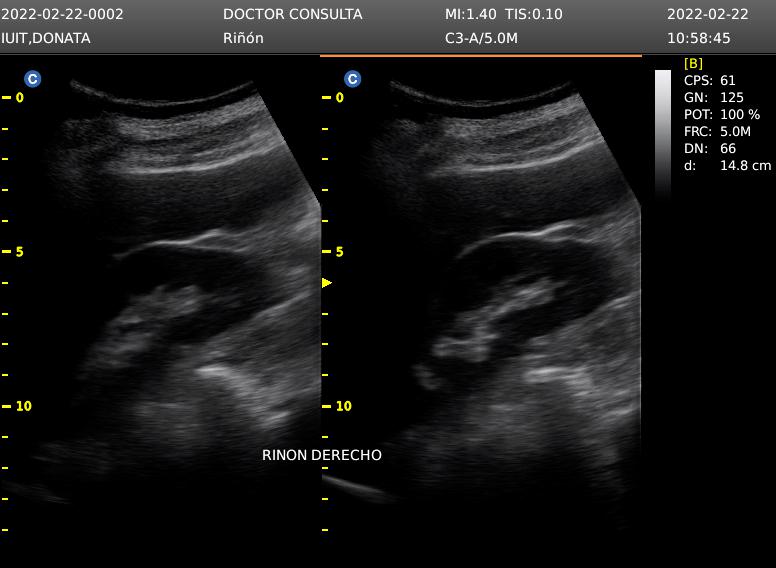 2022-02-22-0002 DOCTOR CONSULTA MI:1.40 TIS:0.10 2022-02-22
IUIT,DONATA Riñón C3-A/5.0M 10:58:45
C
C
[B]
CPS: 61
GN: 125
POT: 100 %
FRC: 5.0M
DN: 66
d: 14.8 cm
0
5
10
0
5
10
RINON DERECHO